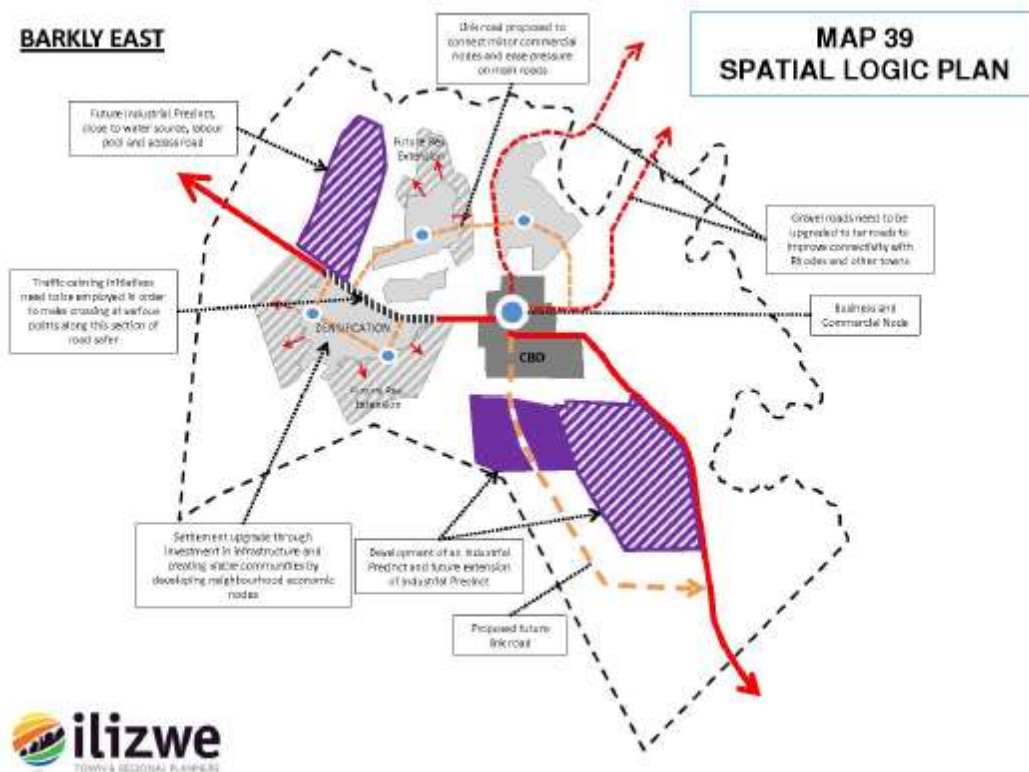 BARKLY EAST
MAP 39
SPATIAL LOGIC PLAN
Link road proposed to
connect minor commercial
nodes and ease pressure
on main roads
Future Industrial Precinct,
close to water source, labour
pool and access road
Future Res
Extension
Gravel roads need to be
upgraded to tar roads to
improve connectivity with
Rhodes and other towns
Traffic calming initiatives
need to be employed in order
to make crossing at various
points along this section of
road safer
DENSIFICATION
Business and
Commercial Node
CBD
Future Res
Extension
Settlement upgrade through
investment in infrastructure and
creating viable communities by
developing neighbourhood economic
nodes
Development of an Industrial
Precinct and future extension
of Industrial Precinct
Proposed future
link road
ilizwe
TOWN & REGIONAL PLANNERS